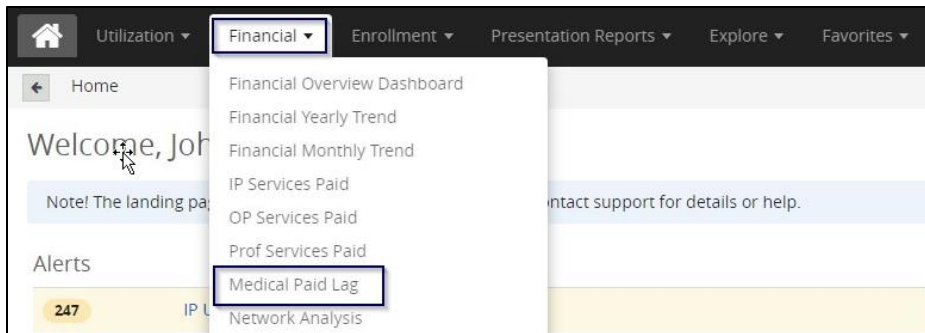 Utilization Financial Enrollment Presentation Reports Explore Favorites
Home
Financial Overview Dashboard
Financial Yearly Trend
Welcome, Joh
Financial Monthly Trend
IP Services Paid
Note! The landing pa
ntact support for details or help.
OP Services Paid
Prof Services Paid
Alerts
Medical Paid Lag
247 IP U
Network Analysis